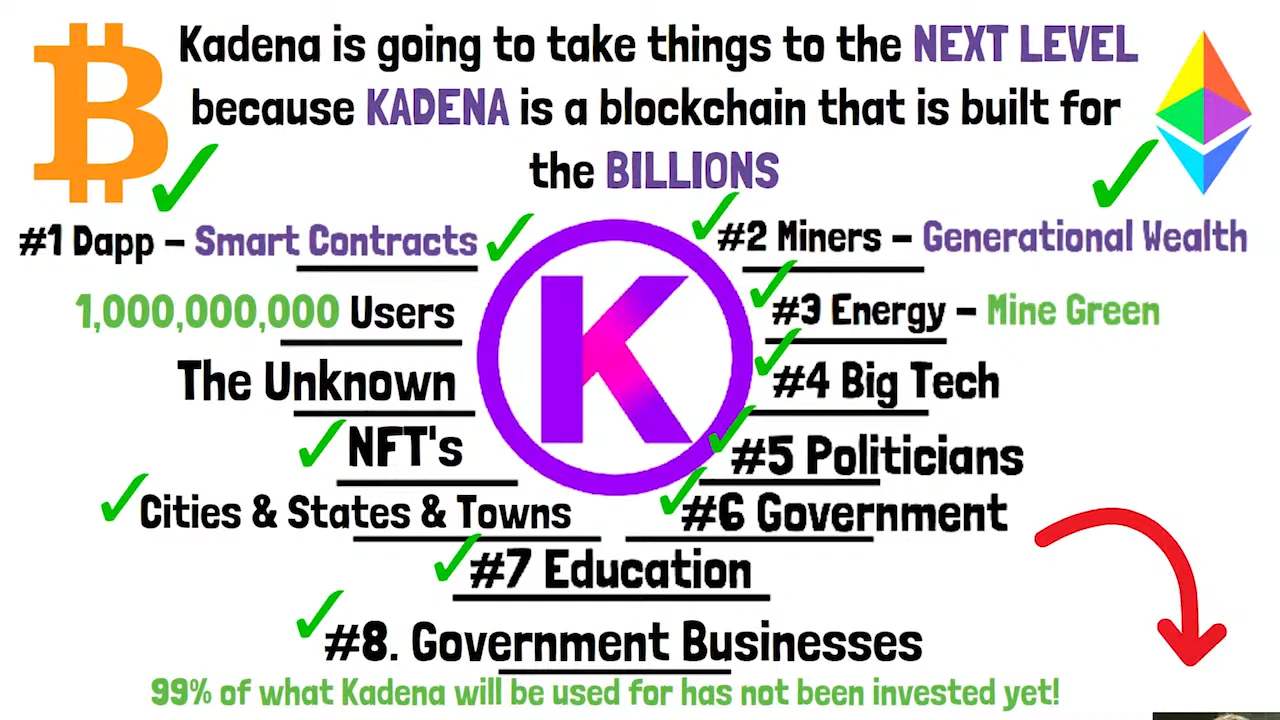 Kadena is going to take things to the NEXT LEVEL
because KADENA is a blockchain that is built for
the BILLIONS
#1 Dapp – Smart Contracts
#2 Miners – Generational Wealth
1,000,000,000 Users
#3 Energy – Mine Green
The Unknown
#4 Big Tech
NFT's
#5 Politicians
Cities & States & Towns
#6 Government
#7 Education
#8. Government Businesses
99% of what Kadena will be used for has not been invested yet!